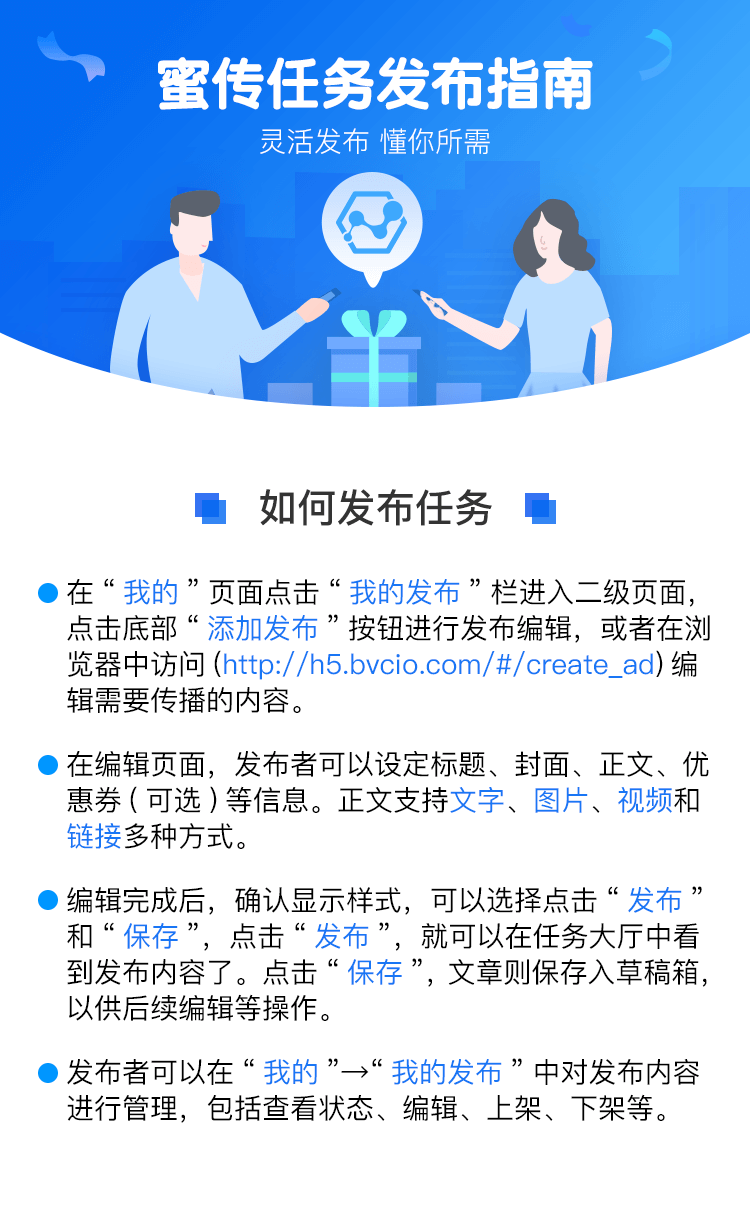 蜜传任务发布指南
灵活发布 懂你所需
如何发布任务
在“我的”页面点击“我的发布”栏进入二级页面，
点击底部“添加发布”按钮进行发布编辑，或者在浏
览器中访问(http://h5.bvcio.com/#/create_ad)编
辑需要传播的内容。
在编辑页面，发布者可以设定标题、封面、正文、优
惠券(可选)等信息。正文支持文字、图片、视频和
链接多种方式。
编辑完成后，确认显示样式，可以选择点击“发布”
和“保存”，点击“发布”，就可以在任务大厅中看
到发布内容了。点击“保存”，文章则保存入草稿箱，
以供后续编辑等操作。
发布者可以在“我的”→“我的发布”中对发布内容
进行管理，包括查看状态、编辑、上架、下架等。